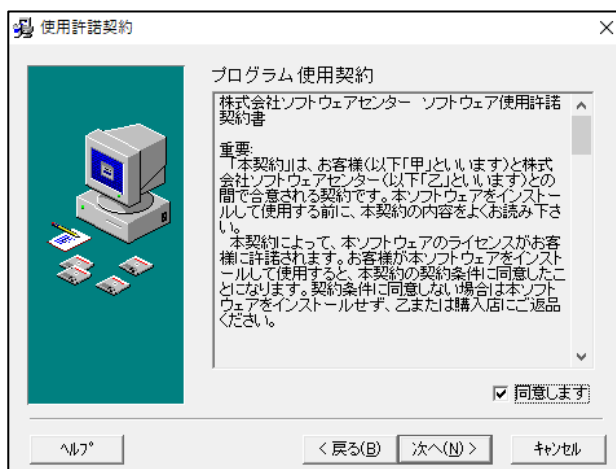 使用許諾契約
プログラム使用契約
株式会社ソフトウェアセンター ソフトウェア使用許諾
契約書
重要:
「本契約」は、お客様(以下「甲」といいます)と株式
会社ソフトウェアセンター(以下「乙」といいます)との
間で合意される契約です。本ソフトウェアをインストー
ルして使用する前に、本契約の内容をよくお読み下さ
い。
本契約によって、本ソフトウェアのライセンスがお客
様に許諾されます。お客様が本ソフトウェアをインスト
ールして使用すると、本契約の契約条件に同意したこ
とになります。契約条件に同意しない場合は本ソフト
ウェアをインストールせず、乙または購入店にご返品
ください。
同意します
ヘルプ
< 戻る(B)
次へ(N) >
キャンセル